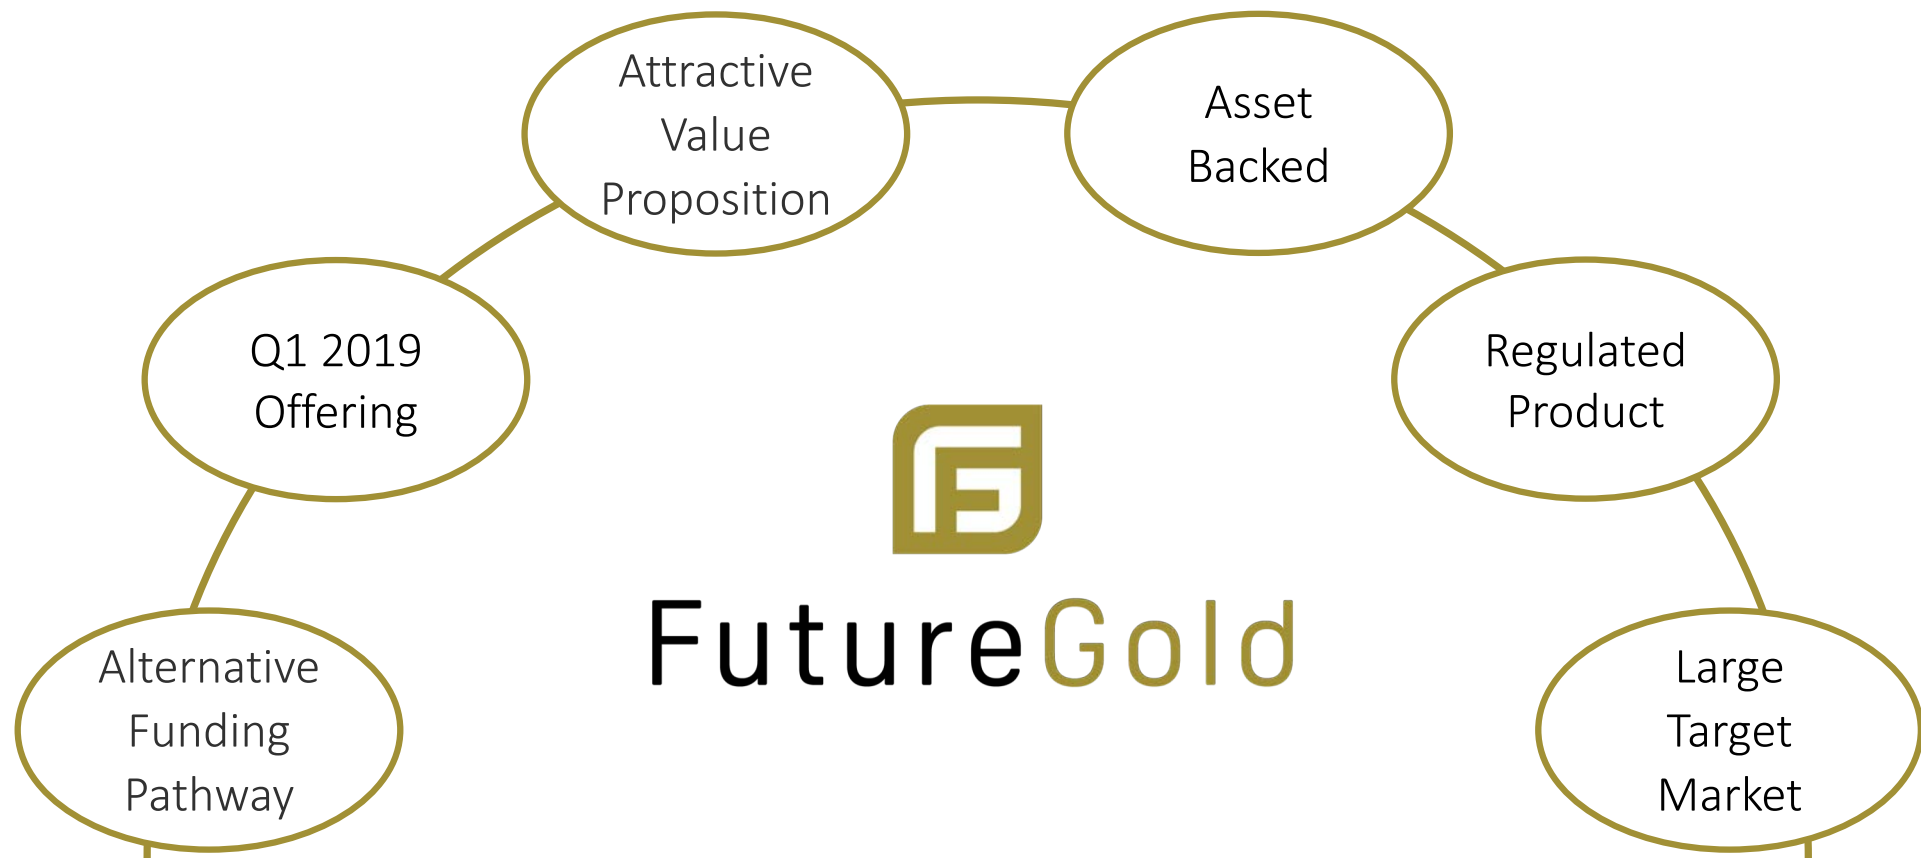 Attractive
Value
Proposition
Asset
Backed
Q1 2019
Offering
Regulated
Product
FutureGold
Alternative
Funding
Pathway
Large
Target
Market